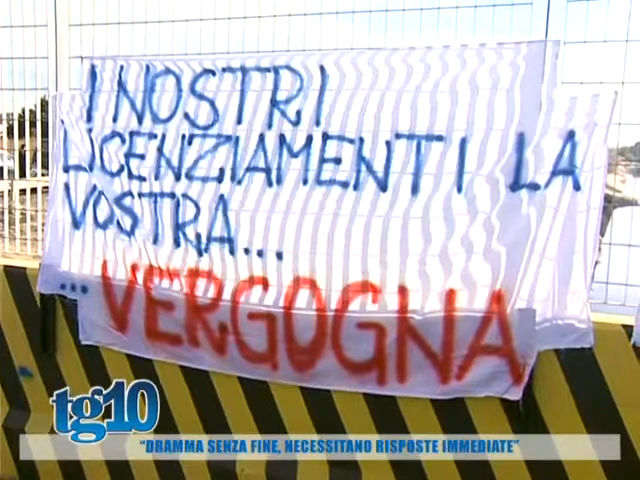 I NOSTRI
LICENZIAMENTI LA
VOSTRA...
...VERGOGNA
tg10
“DRAMMA SENZA FINE, NECESSITANO RISPOSTE IMMEDIATE”